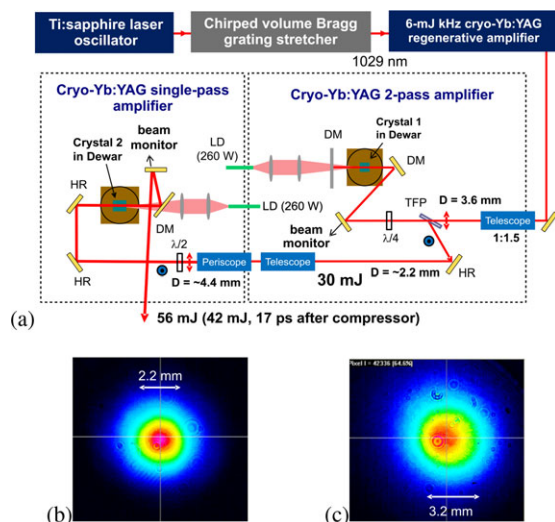 Ti:sapphire laser
oscillator
Chirped volume Bragg
grating stretcher
6-mJ kHz cryo-Yb:YAG
regenerative amplifier
1029 nm
Cryo-Yb:YAG single-pass
amplifier
Crystal 2
in Dewar
beam
monitor
HR
DM
LD (260 W)
λ/2
Periscope
HR
D = ~4.4 mm
Cryo-Yb:YAG 2-pass amplifier
LD
(260 W)
DM
Crystal 1
in Dewar
DM
TFP
D = 3.6 mm
beam
monitor
λ/4
Telescope
1:1.5
Telescope
D = ~2.2 mm
HR
30 mJ
(a)
56 mJ (42 mJ, 17 ps after compressor)
2.2 mm
(b)
Pixel I = 42336 (64.6%)
3.2 mm
(c)